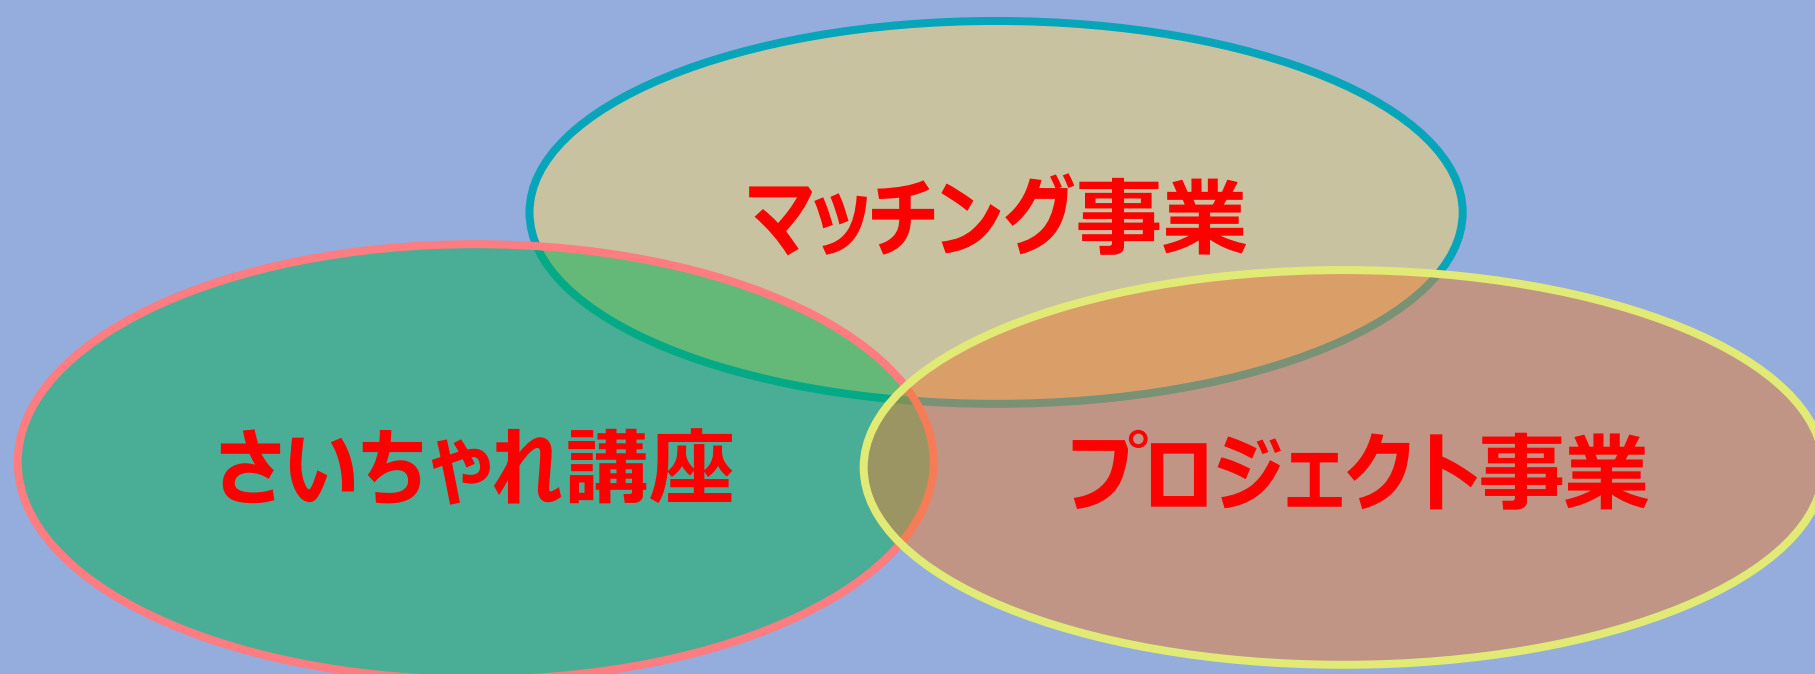 マッチング事業
さいちゃれ講座
プロジェクト事業